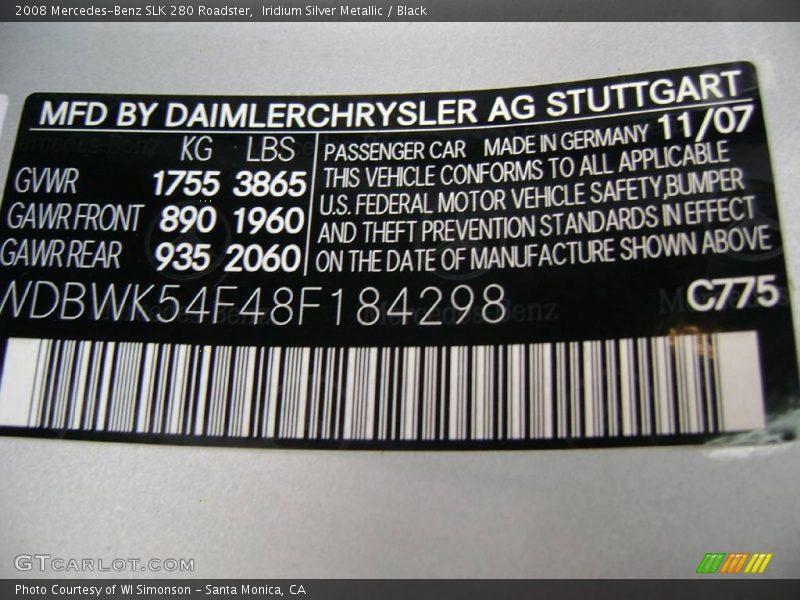 2008 Mercedes-Benz SLK 280 Roadster,  Iridium Silver Metallic / Black
MFD BY DAIMLERCHRYSLER AG STUTTGART
KG LBS
GVWR 1755 3865
GAWR FRONT 890 1960
GAWR REAR 935 2060
PASSENGER CAR MADE IN GERMANY 11/07
THIS VEHICLE CONFORMS TO ALL APPLICABLE
U.S. FEDERAL MOTOR VEHICLE SAFETY,BUMPER
AND THEFT PREVENTION STANDARDS IN EFFECT
ON THE DATE OF MANUFACTURE SHOWN ABOVE
WDBWK54F48F184298 C775
GTCARLOT.COM
Photo Courtesy of WI Simonson - Santa Monica, CA